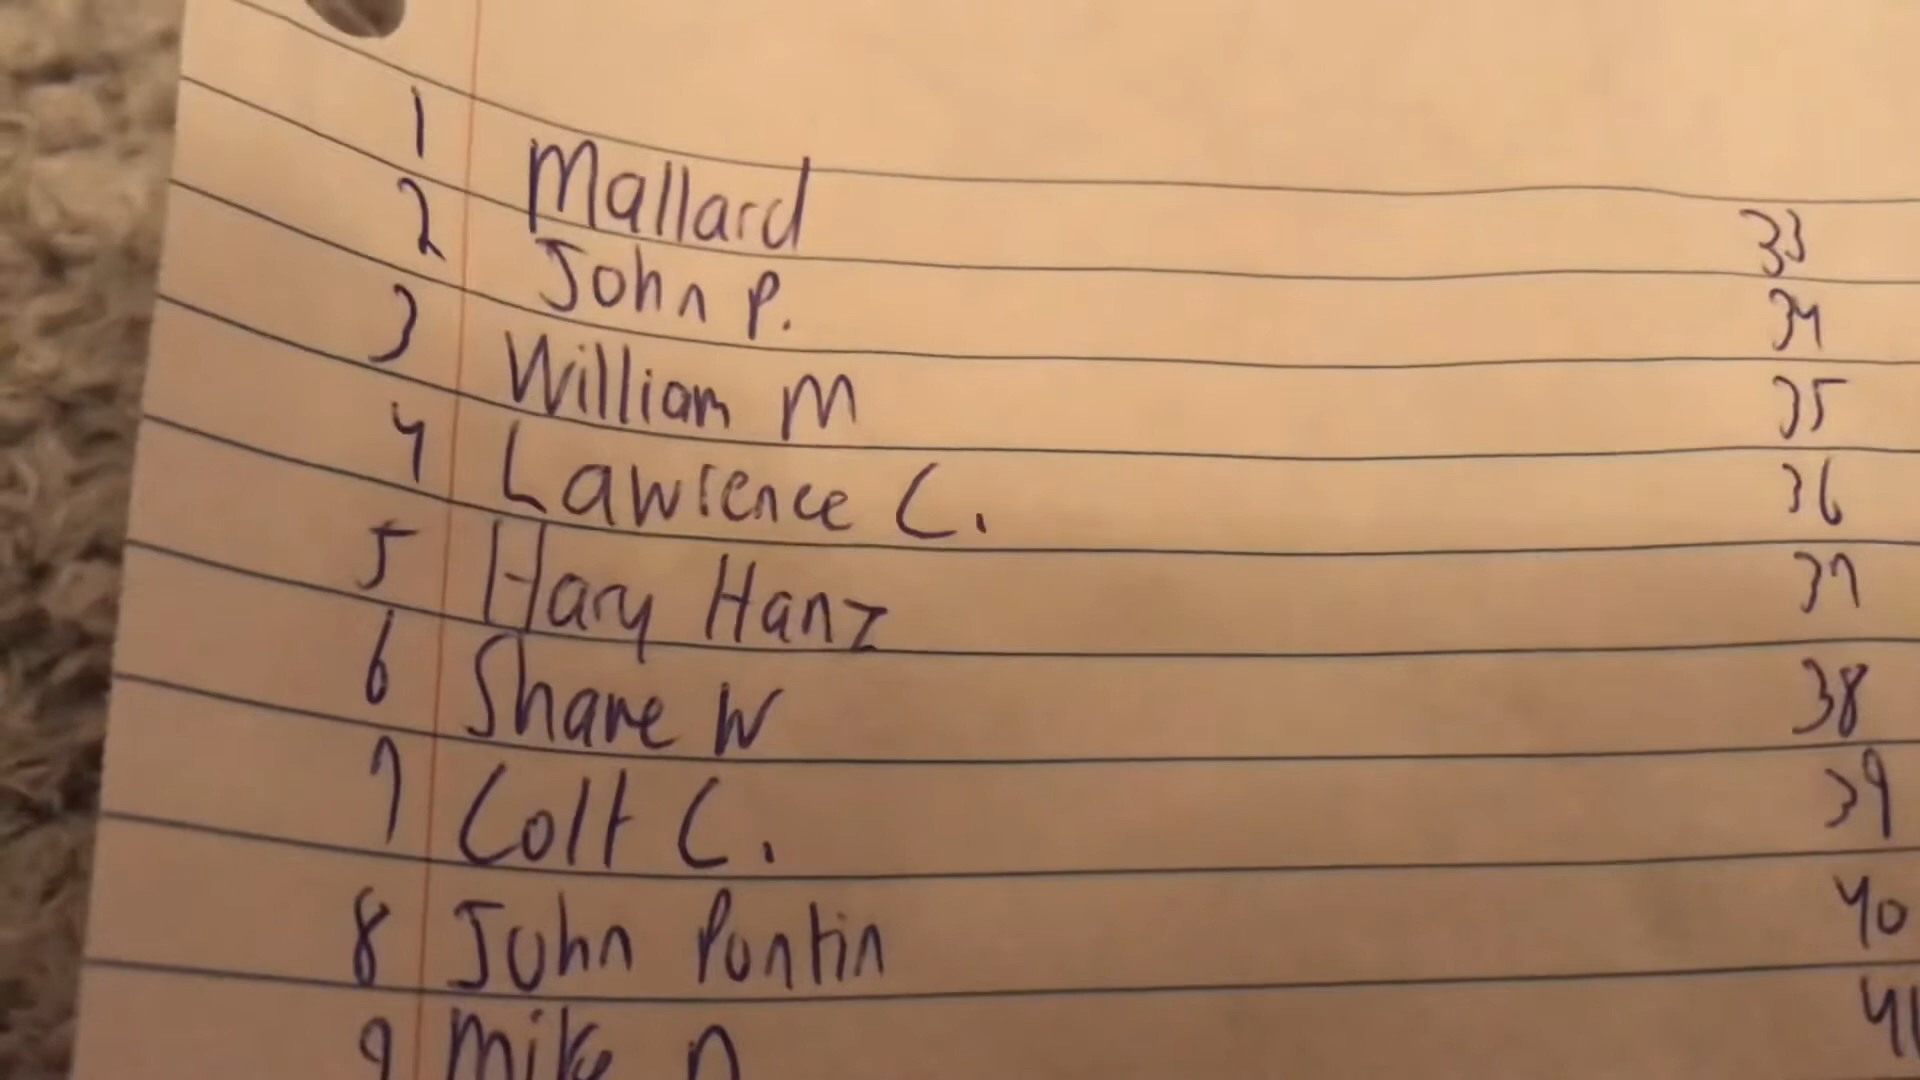 1 Mallard 33
2 John P. 34
3 William M 35
4 Lawrence C. 36
5 Hary Hanz 37
6 Shane W 38
7 Colt C. 39
8 John Pontin 40
9 Mike 41